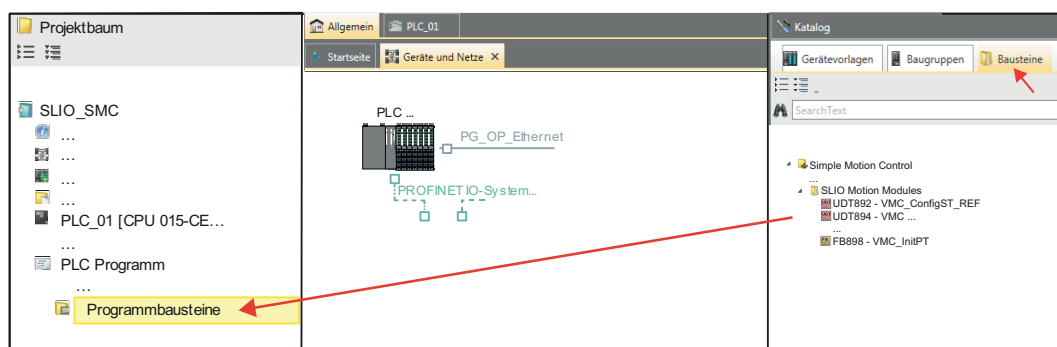 Projektbaum
SLIO_SMC
...
...
...
...
PLC_01 [CPU 015-CE...
...
PLC Programm
...
Programmbausteine
Allgemein
PLC_01
Startseite
Geräte und Netze
PLC ...
PG_OP_Ethernet
PROFINET IO-System...
Katalog
Gerätevorlagen
Baugruppen
Bausteine
SearchText
Simple Motion Control
...
SLIO Motion Modules
UDT892 - VMC_ConfigST_REF
UDT894 - VMC ...
...
FB898 - VMC_InitPT